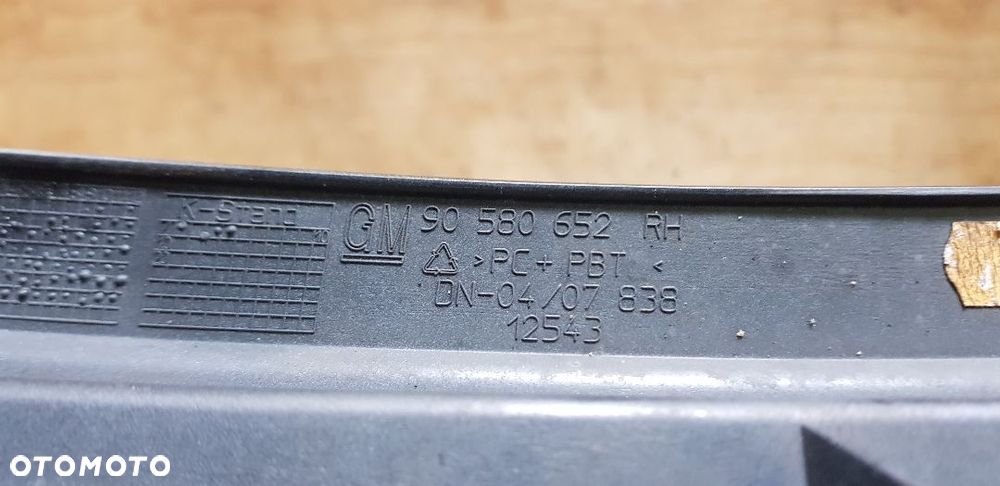 K-Stand
GM 90 580 652 RH
>PC + PBT <
DN-04/07 838
12543
OTOMOTO